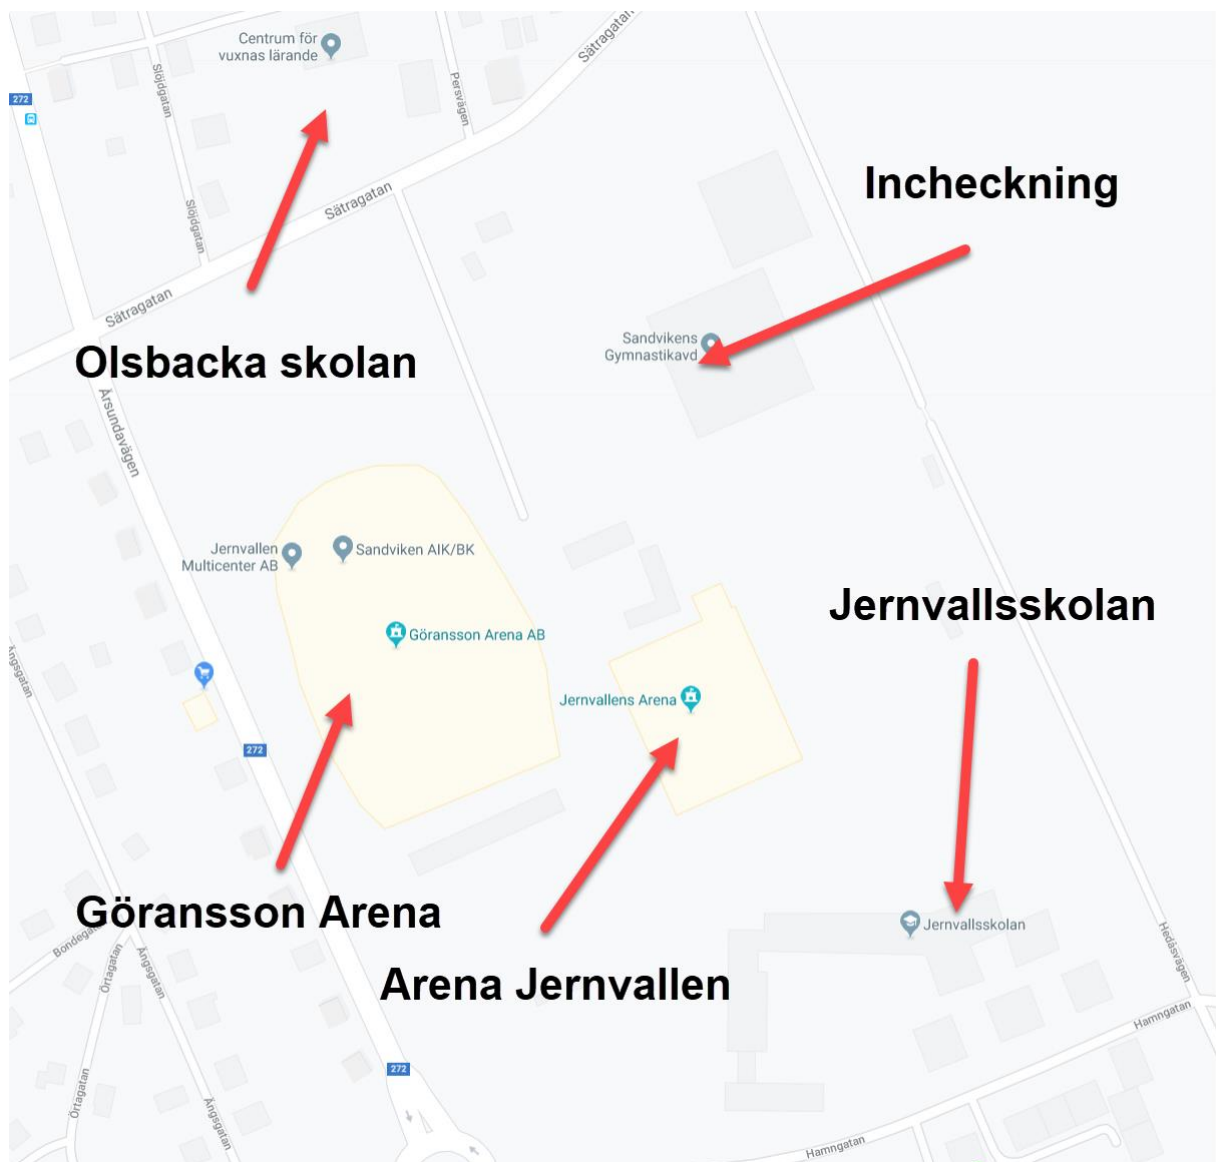 Centrum för
vuxnas lärande
Sätragatan
Slöjdgatan
Persvägen
272
Incheckning
Sätragatan
Slöjdgatan
Sätragatan
Sandvikens
Gymnastikavd
Olsbacka skolan
Årsundavägen
Jernvallen
Multicenter AB
Sandviken AIK/BK
Jernvallsskolan
Göransson Arena AB
Ängsgatan
Jernvallens Arena
272
Göransson Arena
Jernvallsskolan
Bondegatan
Örtagatan
Ängsgatan
Hedåsvägen
Arena Jernvallen
Hamngatan
272
Örtagatan
Ängsgatan
Hamngatan